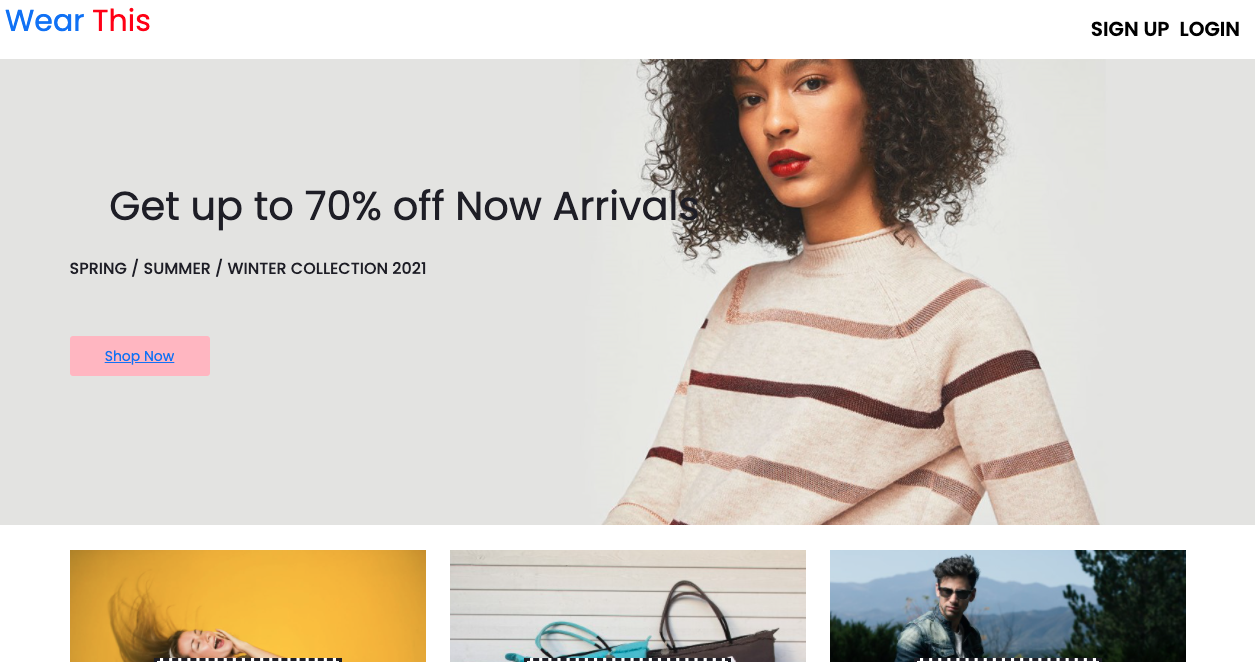 Wear This
SIGN UP LOGIN
Get up to 70% off Now Arrivals
SPRING / SUMMER / WINTER COLLECTION 2021
Shop Now